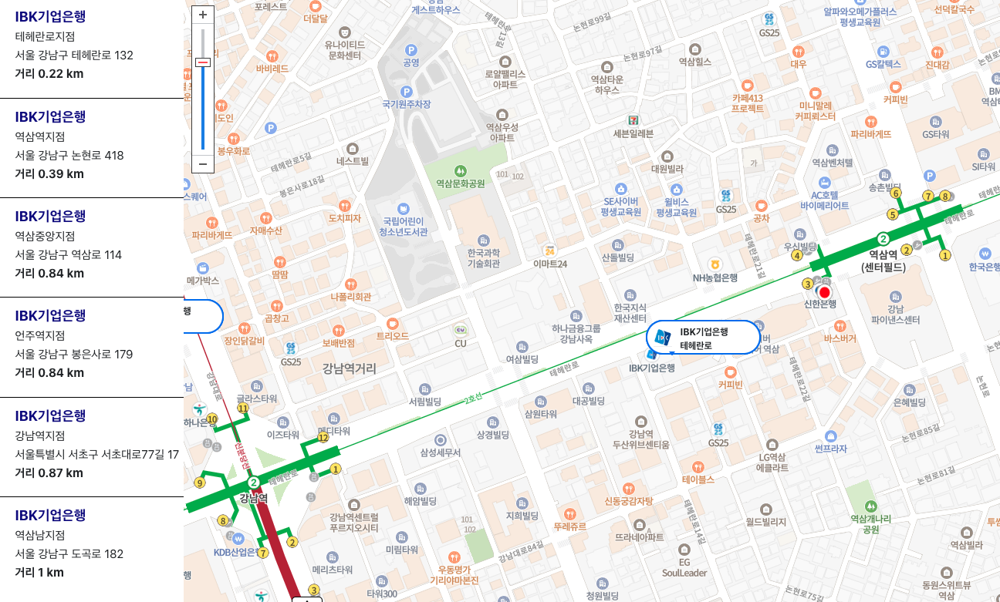 IBK기업은행
테헤란로지점
서울 강남구 테헤란로 132
거리 0.22 km
IBK기업은행
역삼역지점
서울 강남구 논현로 418
거리 0.39 km
IBK기업은행
역삼중앙지점
서울 강남구 역삼로 114
거리 0.84 km
IBK기업은행
언주역지점
서울 강남구 봉은사로 179
거리 0.84 km
IBK기업은행
강남역지점
서울특별시 서초구 서초대로77길 17
거리 0.87 km
IBK기업은행
역삼남지점
서울 강남구 도곡로 182
거리 1 km
포레스트
더달달
게스트하우스
테헤란로13길
논현로99길
GS25
알파와오메가플러스
평생교육원
선덕칼국수
유나이티드
문화센터
공영
바비레드
로얄팰리스
아파트
논현로97길
역삼타운
하우스
역삼힐스
대우
GS칼텍스
진대감
국기원주차장
카페413
프로젝트
미니말레
커피뢰스터
커피빈
도인
봉우화로
역삼우성
아파트
세븐일레븐
파리바게뜨
GS타워
네스트빌
테헤란로5길
봉은사로18길
역삼문화공원
101
102
대원빌라
가
역삼벤처텔
SI타워
송촌빌딩
스퀘어
SE사이버
평생교육원
윌비스
평생교육원
GS25
AC호텔
바이메리어트
6
7
8
5
파리바게뜨
자매수산
도치피자
국립어린이
청소년도서관
공차
테헤란로
한국과학
기술회관
이마트24
산돌빌딩
테헤란로21길
우신빌딩
4
2
역삼역
(센터필드)
2
1
한국은행
메가박스
땀땀
나폴리회관
NH농협은행
3
신한은행
행
곱창고
한국지식
재산센터
강남
파이낸스센터
장인닭갈비
보배반점
트리오드
CU
하나금융그룹
강남사옥
IBK기업은행
테헤란로
IBK기업은행
바스버거
GS25
강남역거리
여삼빌딩
테헤란로
커피빈
테헤란로22길
강남대로
글라스타워
서림빌딩
2호선
대공빌딩
은혜빌딩
11
10
하나은행
이즈타워
메디타워
12
삼원타워
상경빌딩
강남역
두산위브센티움
GS25
썬프라자
논현로85길
신분당선
삼성세무서
LG역삼
에클라트
9
2
강남역
테헤란로
1
테이블스
논현로81길
해암빌딩
신동궁감자탕
8
강남역센트럴
푸르지오시티
지희빌딩
뚜레쥬르
테헤란로14길
월드빌리지
역삼개나리
공원
KDB산업은행
7
2
미림타워
101
102
뜨라네아파트
역삼빌라
강남대로84길
메리츠타워
우동명가
기리야마본진
EG
SoulLeader
3
타워300
청원빌딩
논현로75길
동원스위트뷰
역삼